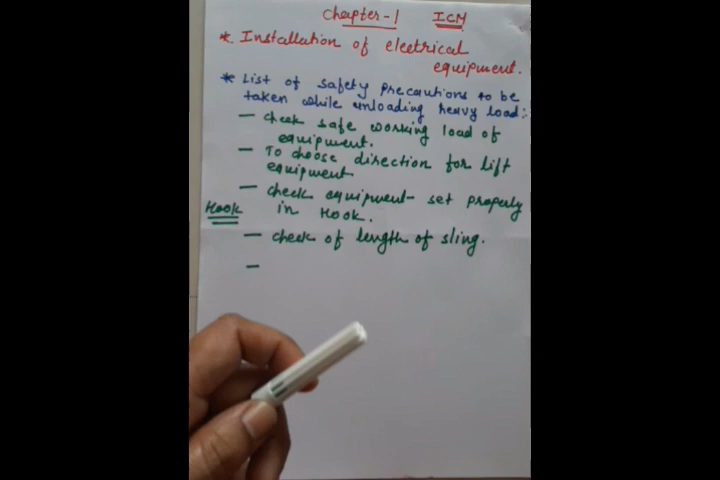 Chapter-1 ICM
*. Installation of electrical
equipment.
* List of safety precautions to be
taken while unloading heavy load:-
- check safe working load of
equipment.
- To choose direction for lift
equipment
- check equipment set properly
Hook in Hook.
- check of length of sling.
-